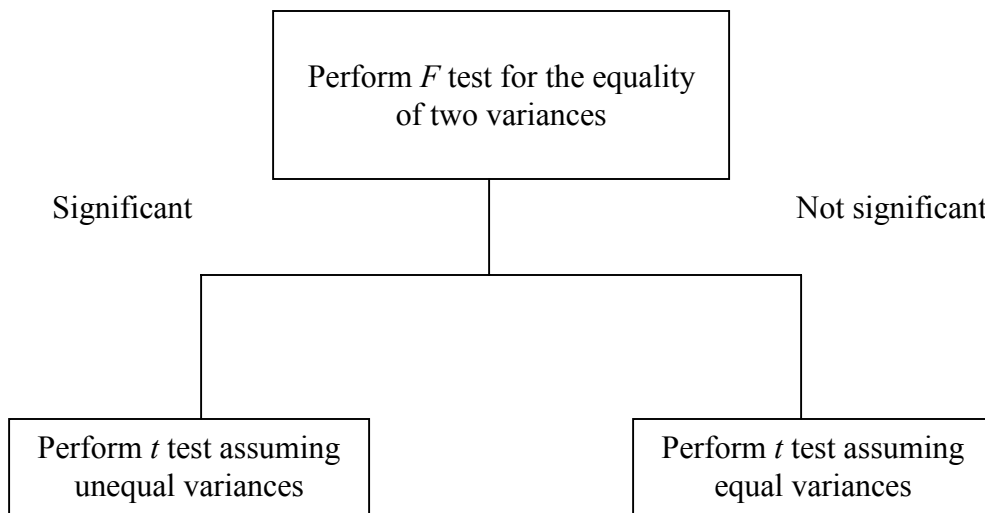 Perform F test for the equality
of two variances
Significant
Not significant
Perform t test assuming
unequal variances
Perform t test assuming
equal variances